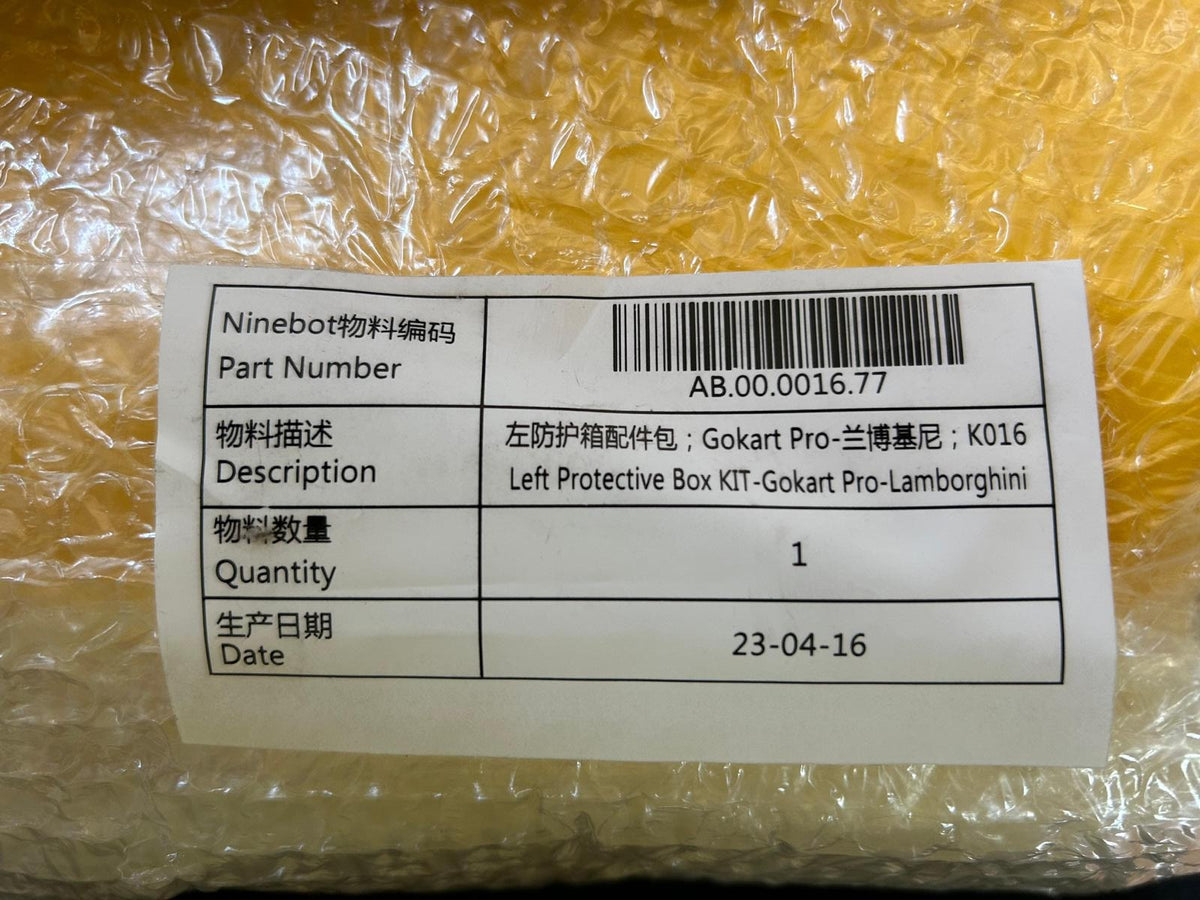 Ninebot物料编码
Part Number
AB.00.0016.77
物料描述
Description
左防护箱配件包；Gokart Pro-兰博基尼；K016
Left Protective Box KIT-Gokart Pro-Lamborghini
物料数量
Quantity
1
生产日期
Date
23-04-16